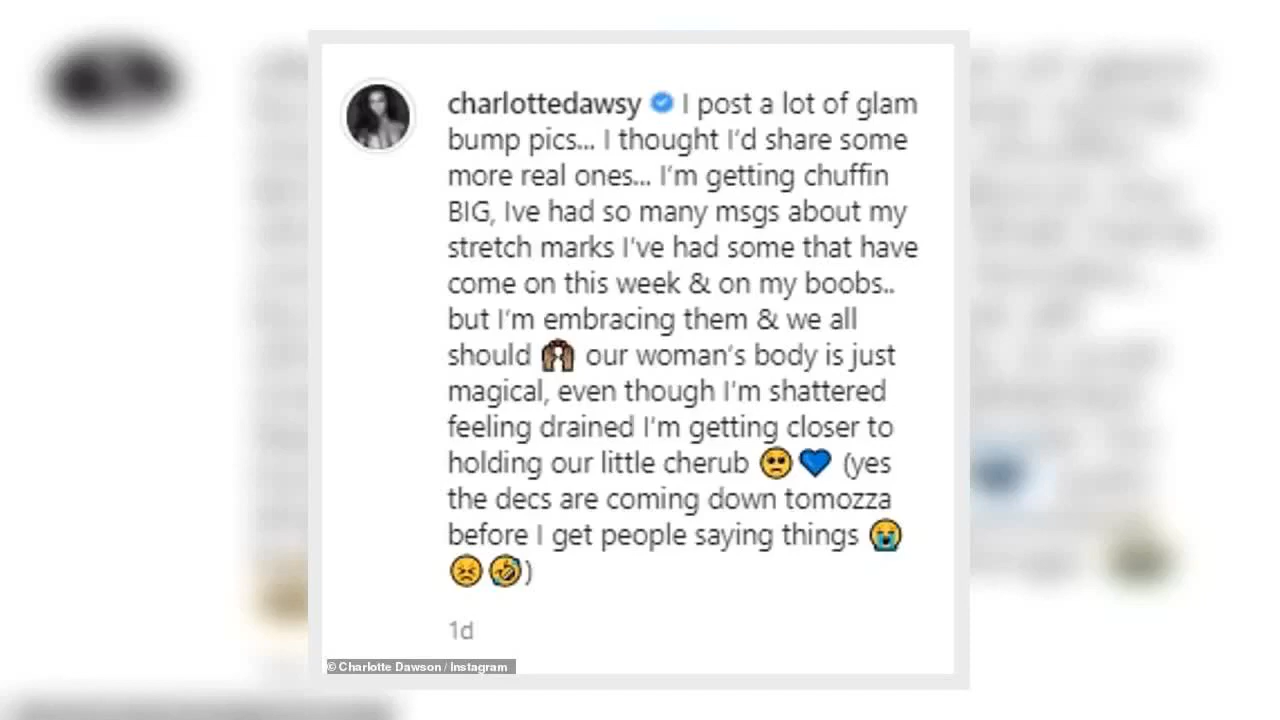 charlottedawsy I post a lot of glam
bump pics... I thought I'd share some
more real ones... I'm getting chuffin
BIG, Ive had so many msgs about my
stretch marks I've had some that have
come on this week & on my boobs..
but I'm embracing them & we all
should 🙌🏽 our woman's body is just
magical, even though I'm shattered
feeling drained I'm getting closer to
holding our little cherub 🥺💙 (yes
the decs are coming down tomozza
before I get people saying things 😭
😣🤣)
1d
© Charlotte Dawson / Instagram